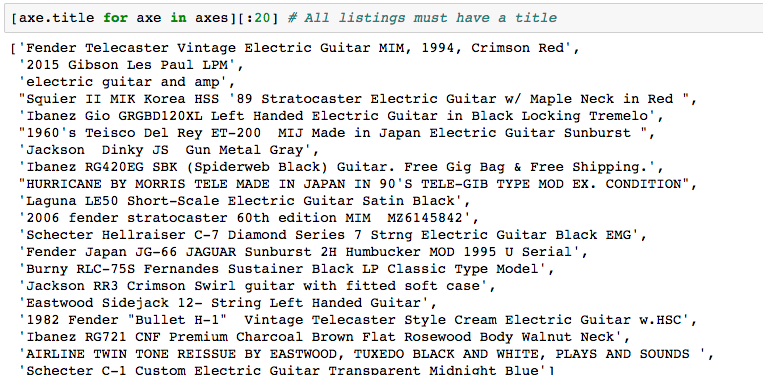 [axe.title for axe in axes][:20] # All listings must have a title
['Fender Telecaster Vintage Electric Guitar MIM, 1994, Crimson Red',
'2015 Gibson Les Paul LPM',
'electric guitar and amp',
"Squier II MIK Korea HSS '89 Stratocaster Electric Guitar w/ Maple Neck in Red ",
'Ibanez Gio GRGBD120XL Left Handed Electric Guitar in Black Locking Tremelo',
"1960's Teisco Del Rey ET-200  MIJ Made in Japan Electric Guitar Sunburst ",
'Jackson  Dinky JS  Gun Metal Gray',
'Ibanez RG420EG SBK (Spiderweb Black) Guitar. Free Gig Bag & Free Shipping.',
"HURRICANE BY MORRIS TELE MADE IN JAPAN IN 90'S TELE-GIB TYPE MOD EX. CONDITION",
'Laguna LE50 Short-Scale Electric Guitar Satin Black',
'2006 fender stratocaster 60th edition MIM  MZ6145842',
'Schecter Hellraiser C-7 Diamond Series 7 Strng Electric Guitar Black EMG',
'Fender Japan JG-66 JAGUAR Sunburst 2H Humbucker MOD 1995 U Serial',
'Burny RLC-75S Fernandes Sustainer Black LP Classic Type Model',
'Jackson RR3 Crimson Swirl guitar with fitted soft case',
'Eastwood Sidejack 12- String Left Handed Guitar',
'1982 Fender "Bullet H-1"  Vintage Telecaster Style Cream Electric Guitar w.HSC',
'Ibanez RG721 CNF Premium Charcoal Brown Flat Rosewood Body Walnut Neck',
'AIRLINE TWIN TONE REISSUE BY EASTWOOD, TUXEDO BLACK AND WHITE, PLAYS AND SOUNDS ',
'Schecter C-1 Custom Electric Guitar Transparent Midnight Blue']